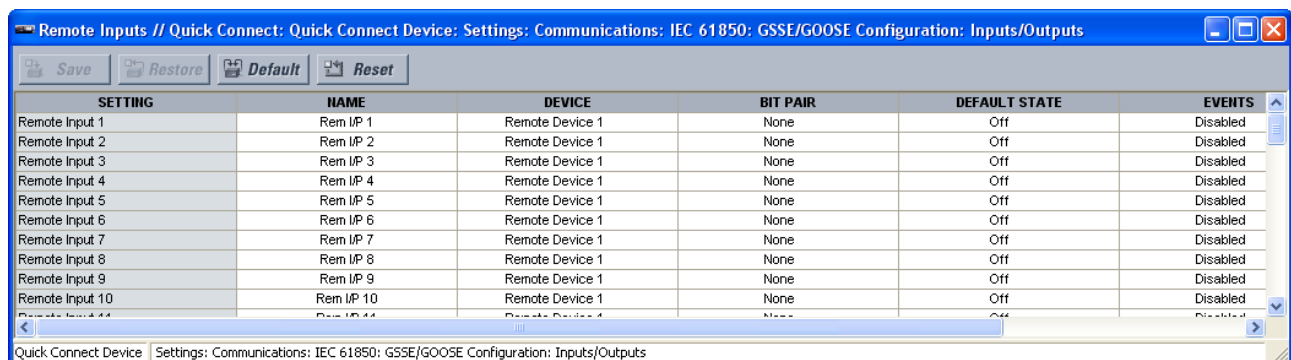 Remote Inputs // Quick Connect: Quick Connect Device: Settings: Communications: IEC 61850: GSSE/GOOSE Configuration: Inputs/Outputs
Save Restore Default Reset
SETTING NAME DEVICE BIT PAIR DEFAULT STATE EVENTS
Remote Input 1 Rem I/P 1 Remote Device 1 None Off Disabled
Remote Input 2 Rem I/P 2 Remote Device 1 None Off Disabled
Remote Input 3 Rem I/P 3 Remote Device 1 None Off Disabled
Remote Input 4 Rem I/P 4 Remote Device 1 None Off Disabled
Remote Input 5 Rem I/P 5 Remote Device 1 None Off Disabled
Remote Input 6 Rem I/P 6 Remote Device 1 None Off Disabled
Remote Input 7 Rem I/P 7 Remote Device 1 None Off Disabled
Remote Input 8 Rem I/P 8 Remote Device 1 None Off Disabled
Remote Input 9 Rem I/P 9 Remote Device 1 None Off Disabled
Remote Input 10 Rem I/P 10 Remote Device 1 None Off Disabled
Quick Connect Device Settings: Communications: IEC 61850: GSSE/GOOSE Configuration: Inputs/Outputs